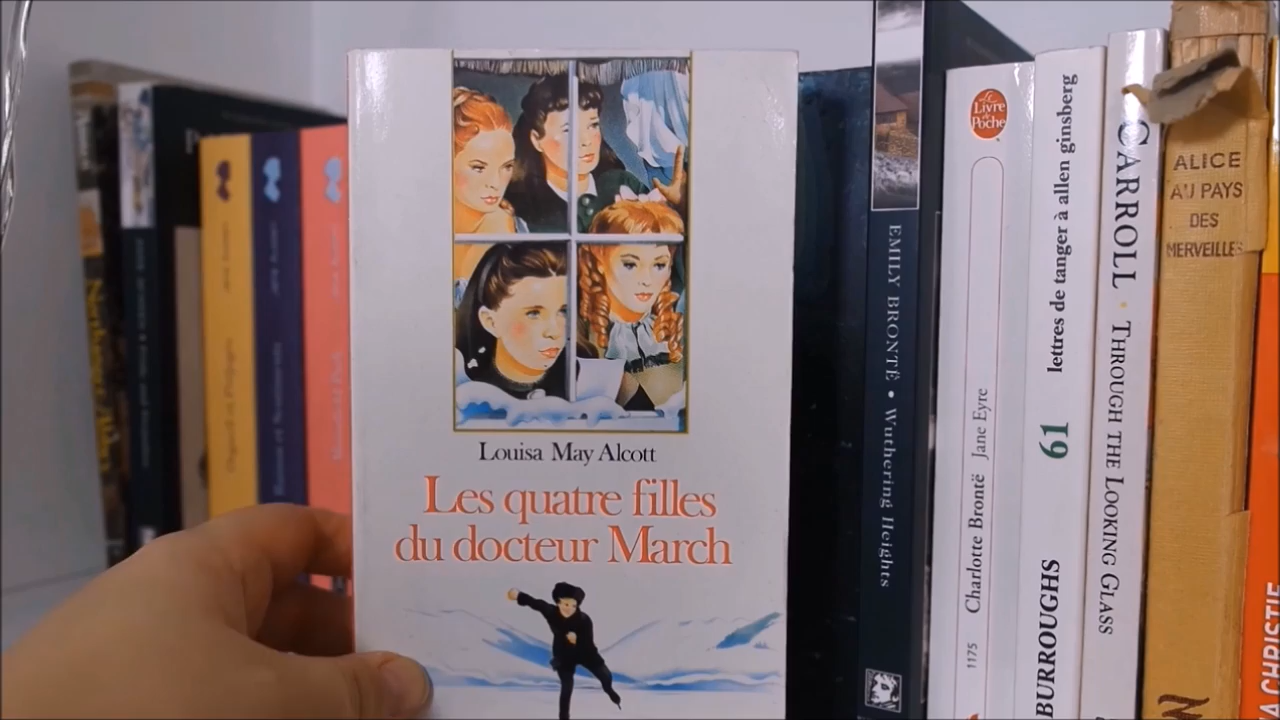 Louisa May Alcott
Les quatre filles
du docteur March
EMILY BRONTË • Wuthering Heights
Le
Livre
de
Poche
1175 Charlotte Brontë Jane Eyre
BURROUGHS 61 lettres de tanger à allen ginsberg
CARROLL • THROUGH THE LOOKING GLASS
ALICE
AU PAYS
DES
MERVEILLES
A CHRISTIE